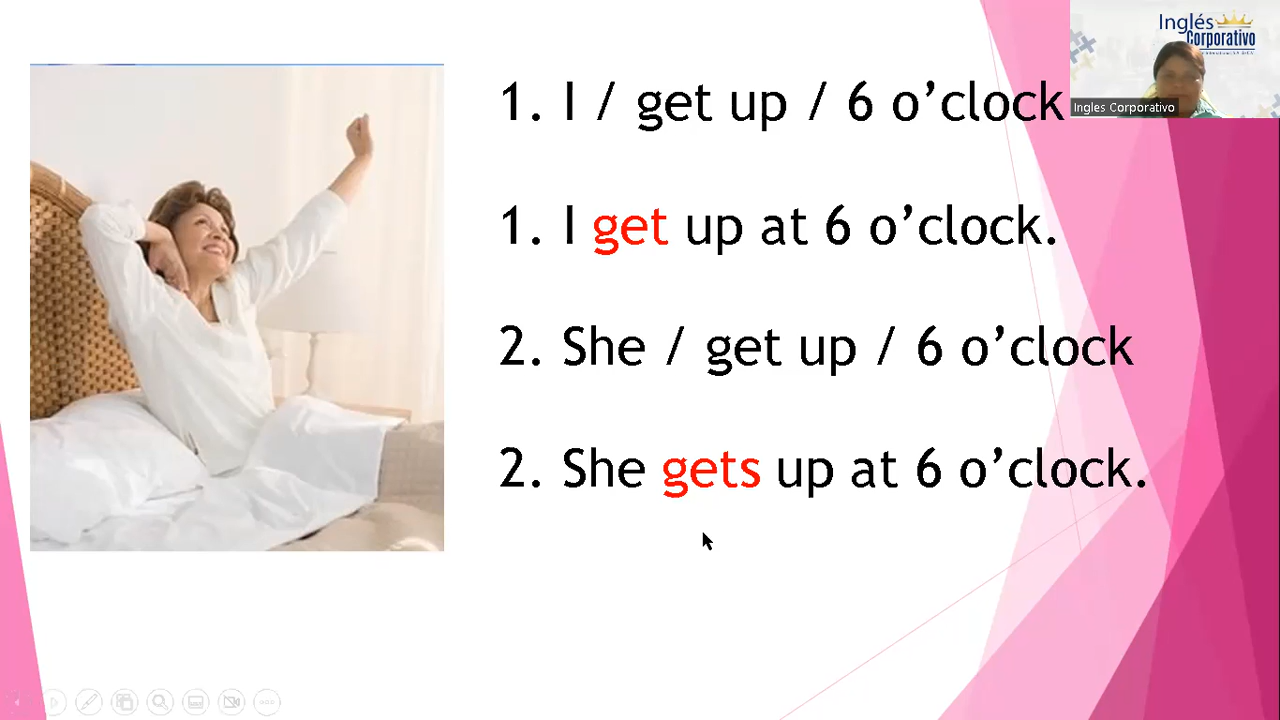 1. I / get up / 6 o’clock
1. I get up at 6 o’clock.
2. She / get up / 6 o’clock
2. She gets up at 6 o’clock.
Inglés
Corporativo
Ingles Corporativo